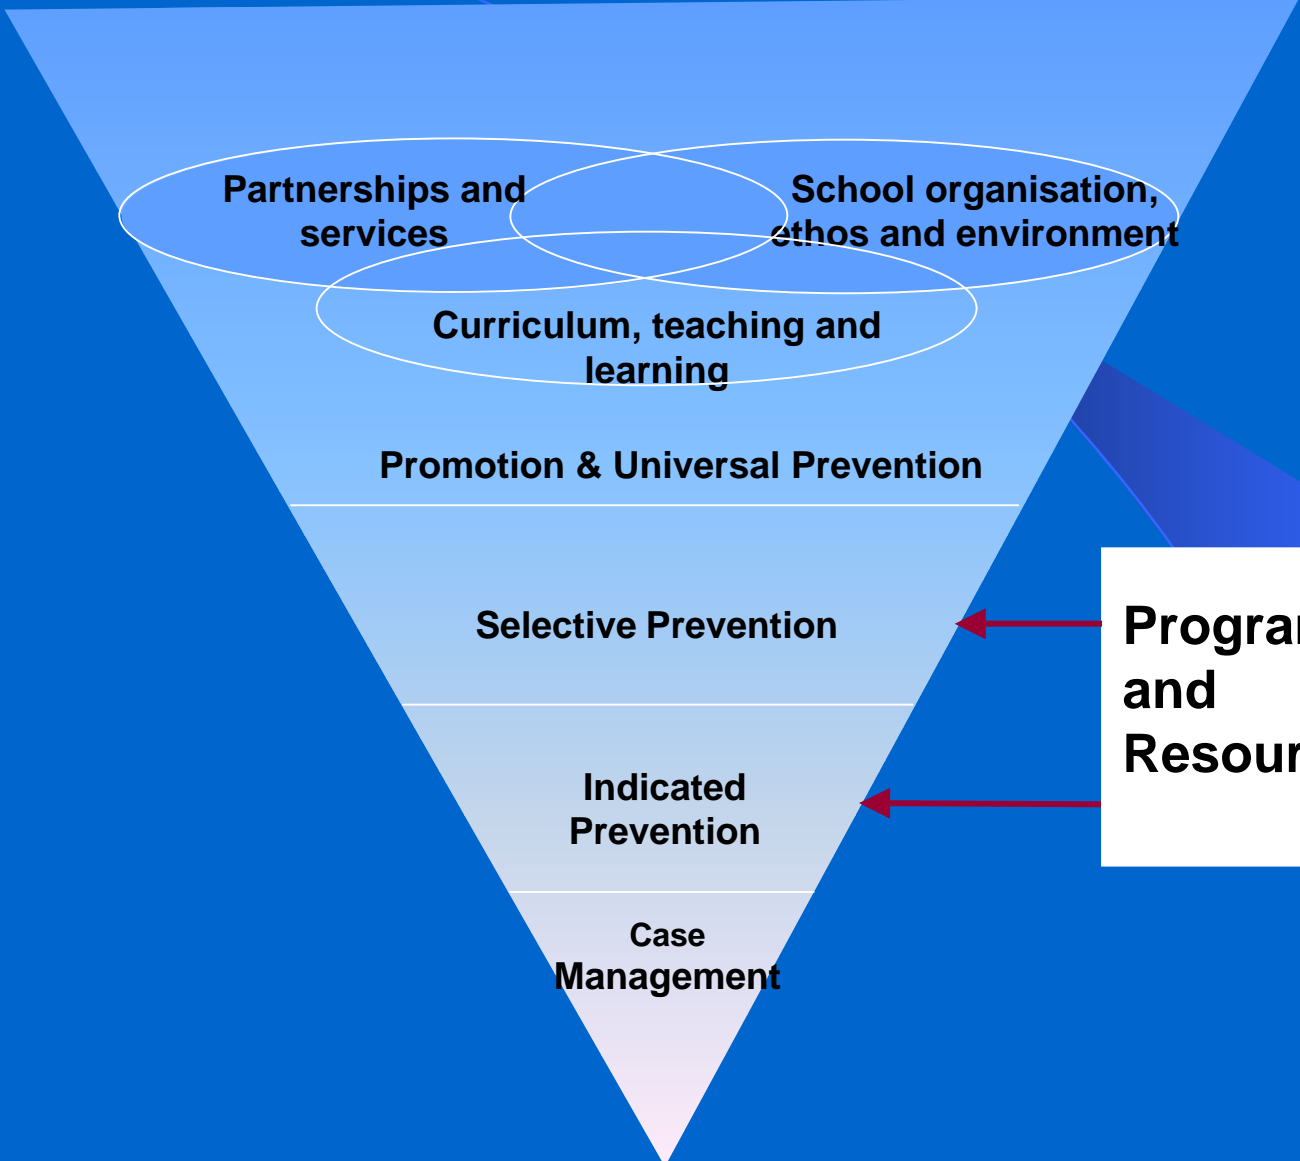 Partnerships and
services
School organisation,
ethos and environment
Curriculum, teaching and
learning
Promotion & Universal Prevention
Selective Prevention
Indicated
Prevention
Case
Management
and